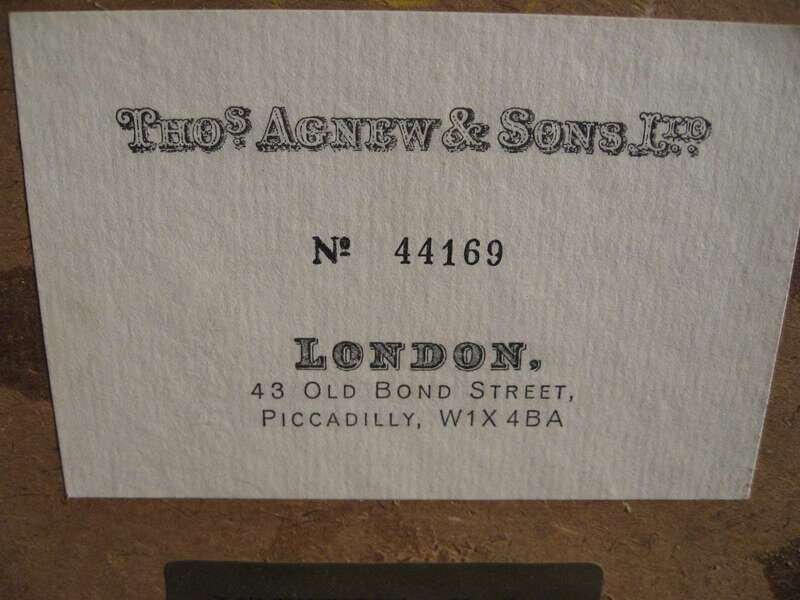 Thos. Agnew & Sons Ltd
No 44169
London,
43 Old Bond Street,
Piccadilly, W1X 4BA